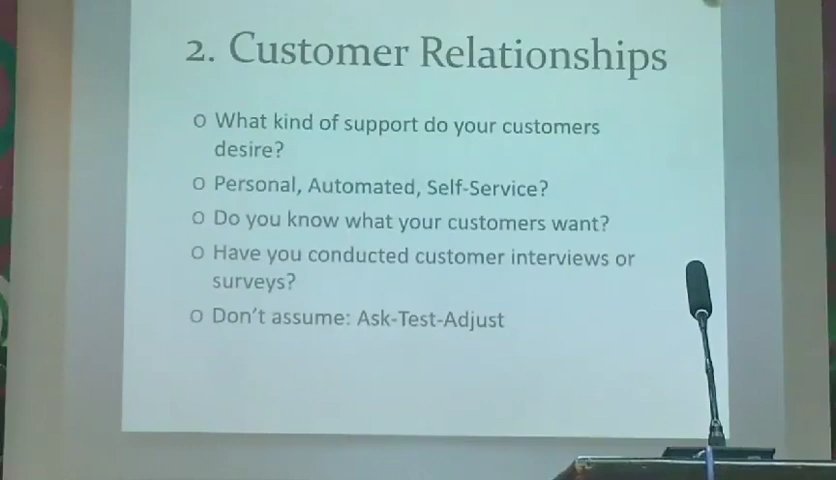 2. Customer Relationships
o What kind of support do your customers
desire?
o Personal, Automated, Self-Service?
o Do you know what your customers want?
o Have you conducted customer interviews or
surveys?
o Don't assume: Ask-Test-Adjust